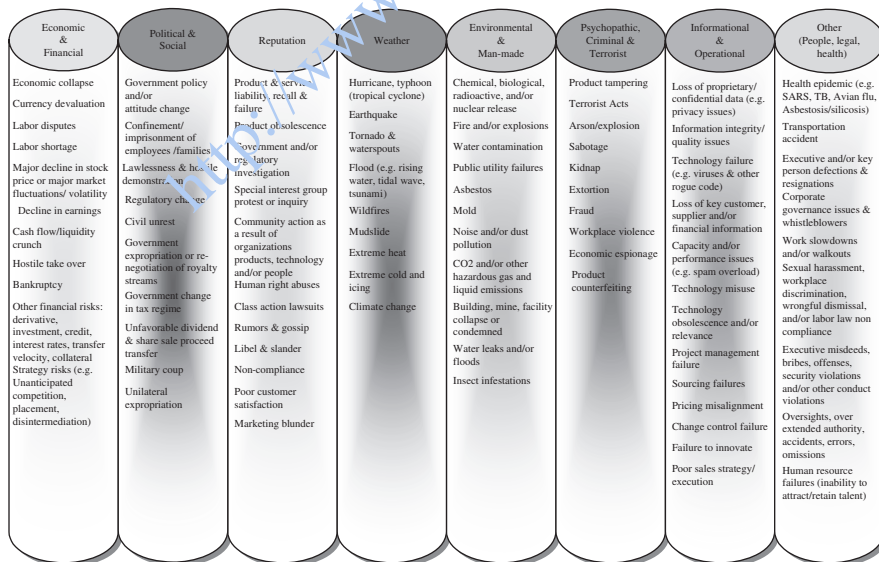 Economic
&
Financial
Economic collapse
Currency devaluation
Labor disputes
Labor shortage
Major decline in stock
price or major market
fluctuations/ volatility
Decline in earnings
Cash flow/liquidity
crunch
Hostile take over
Bankruptcy
Other financial risks:
derivative,
investment, credit,
interest rates, transfer
velocity, collateral
Strategy risks (e.g.
Unanticipated
competition,
placement,
disintermediation)
Political &
Social
Government policy
and/or
attitude change
Confinement/
imprisonment of
employees /families
Lawlessness & hostile
demonstration
Regulatory change
Civil unrest
Government
expropriation or re-
negotiation of royalty
streams
Government change
in tax regime
Unfavorable dividend
& share sale proceed
transfer
Military coup
Unilateral
expropriation
Reputation
Product & service
liability, recall &
failure
Product obsolescence
Government and/or
regulatory
investigation
Special interest group
protest or inquiry
Community action as
a result of
organizations
products, technology
and/or people
Human right abuses
Class action lawsuits
Rumors & gossip
Libel & slander
Non-compliance
Poor customer
satisfaction
Marketing blunder
Weather
Hurricane, typhoon
(tropical cyclone)
Earthquake
Tornado &
waterspouts
Flood (e.g. rising
water, tidal wave,
tsunami)
Wildfires
Mudslide
Extreme heat
Extreme cold and
icing
Climate change
Environmental
&
Man-made
Chemical, biological,
radioactive, and/or
nuclear release
Fire and/or explosions
Water contamination
Public utility failures
Asbestos
Mold
Noise and/or dust
pollution
CO2 and/or other
hazardous gas and
liquid emissions
Building, mine, facility
collapse or
condemned
Water leaks and/or
floods
Insect infestations
Psychopathic,
Criminal &
Terrorist
Product tampering
Terrorist Acts
Arson/explosion
Sabotage
Kidnap
Extortion
Fraud
Workplace violence
Economic espionage
Product
counterfeiting
Informational
&
Operational
Loss of proprietary/
confidential data (e.g.
privacy issues)
Information integrity/
quality issues
Technology failure
(e.g. viruses & other
rogue code)
Loss of key customer,
supplier and/or
financial information
Capacity and/or
performance issues
(e.g. spam overload)
Technology misuse
Technology
obsolescence and/or
relevance
Project management
failure
Sourcing failures
Pricing misalignment
Change control failure
Failure to innovate
Poor sales strategy/
execution
Other
(People, legal,
health)
Health epidemic (e.g.
SARS, TB, Avian flu,
Asbestosis/silicosis)
Transportation
accident
Executive and/or key
person defections &
resignations
Corporate
governance issues &
whistleblowers
Work slowdowns
and/or walkouts
Sexual harassment,
workplace
discrimination,
wrongful dismissal,
and/or labor law non
compliance
Executive misdeeds,
bribes, offenses,
security violations
and/or other conduct
violations
Oversights, over
extended authority,
accidents, errors,
omissions
Human resource
failures (inability to
attract/retain talent)
http://www